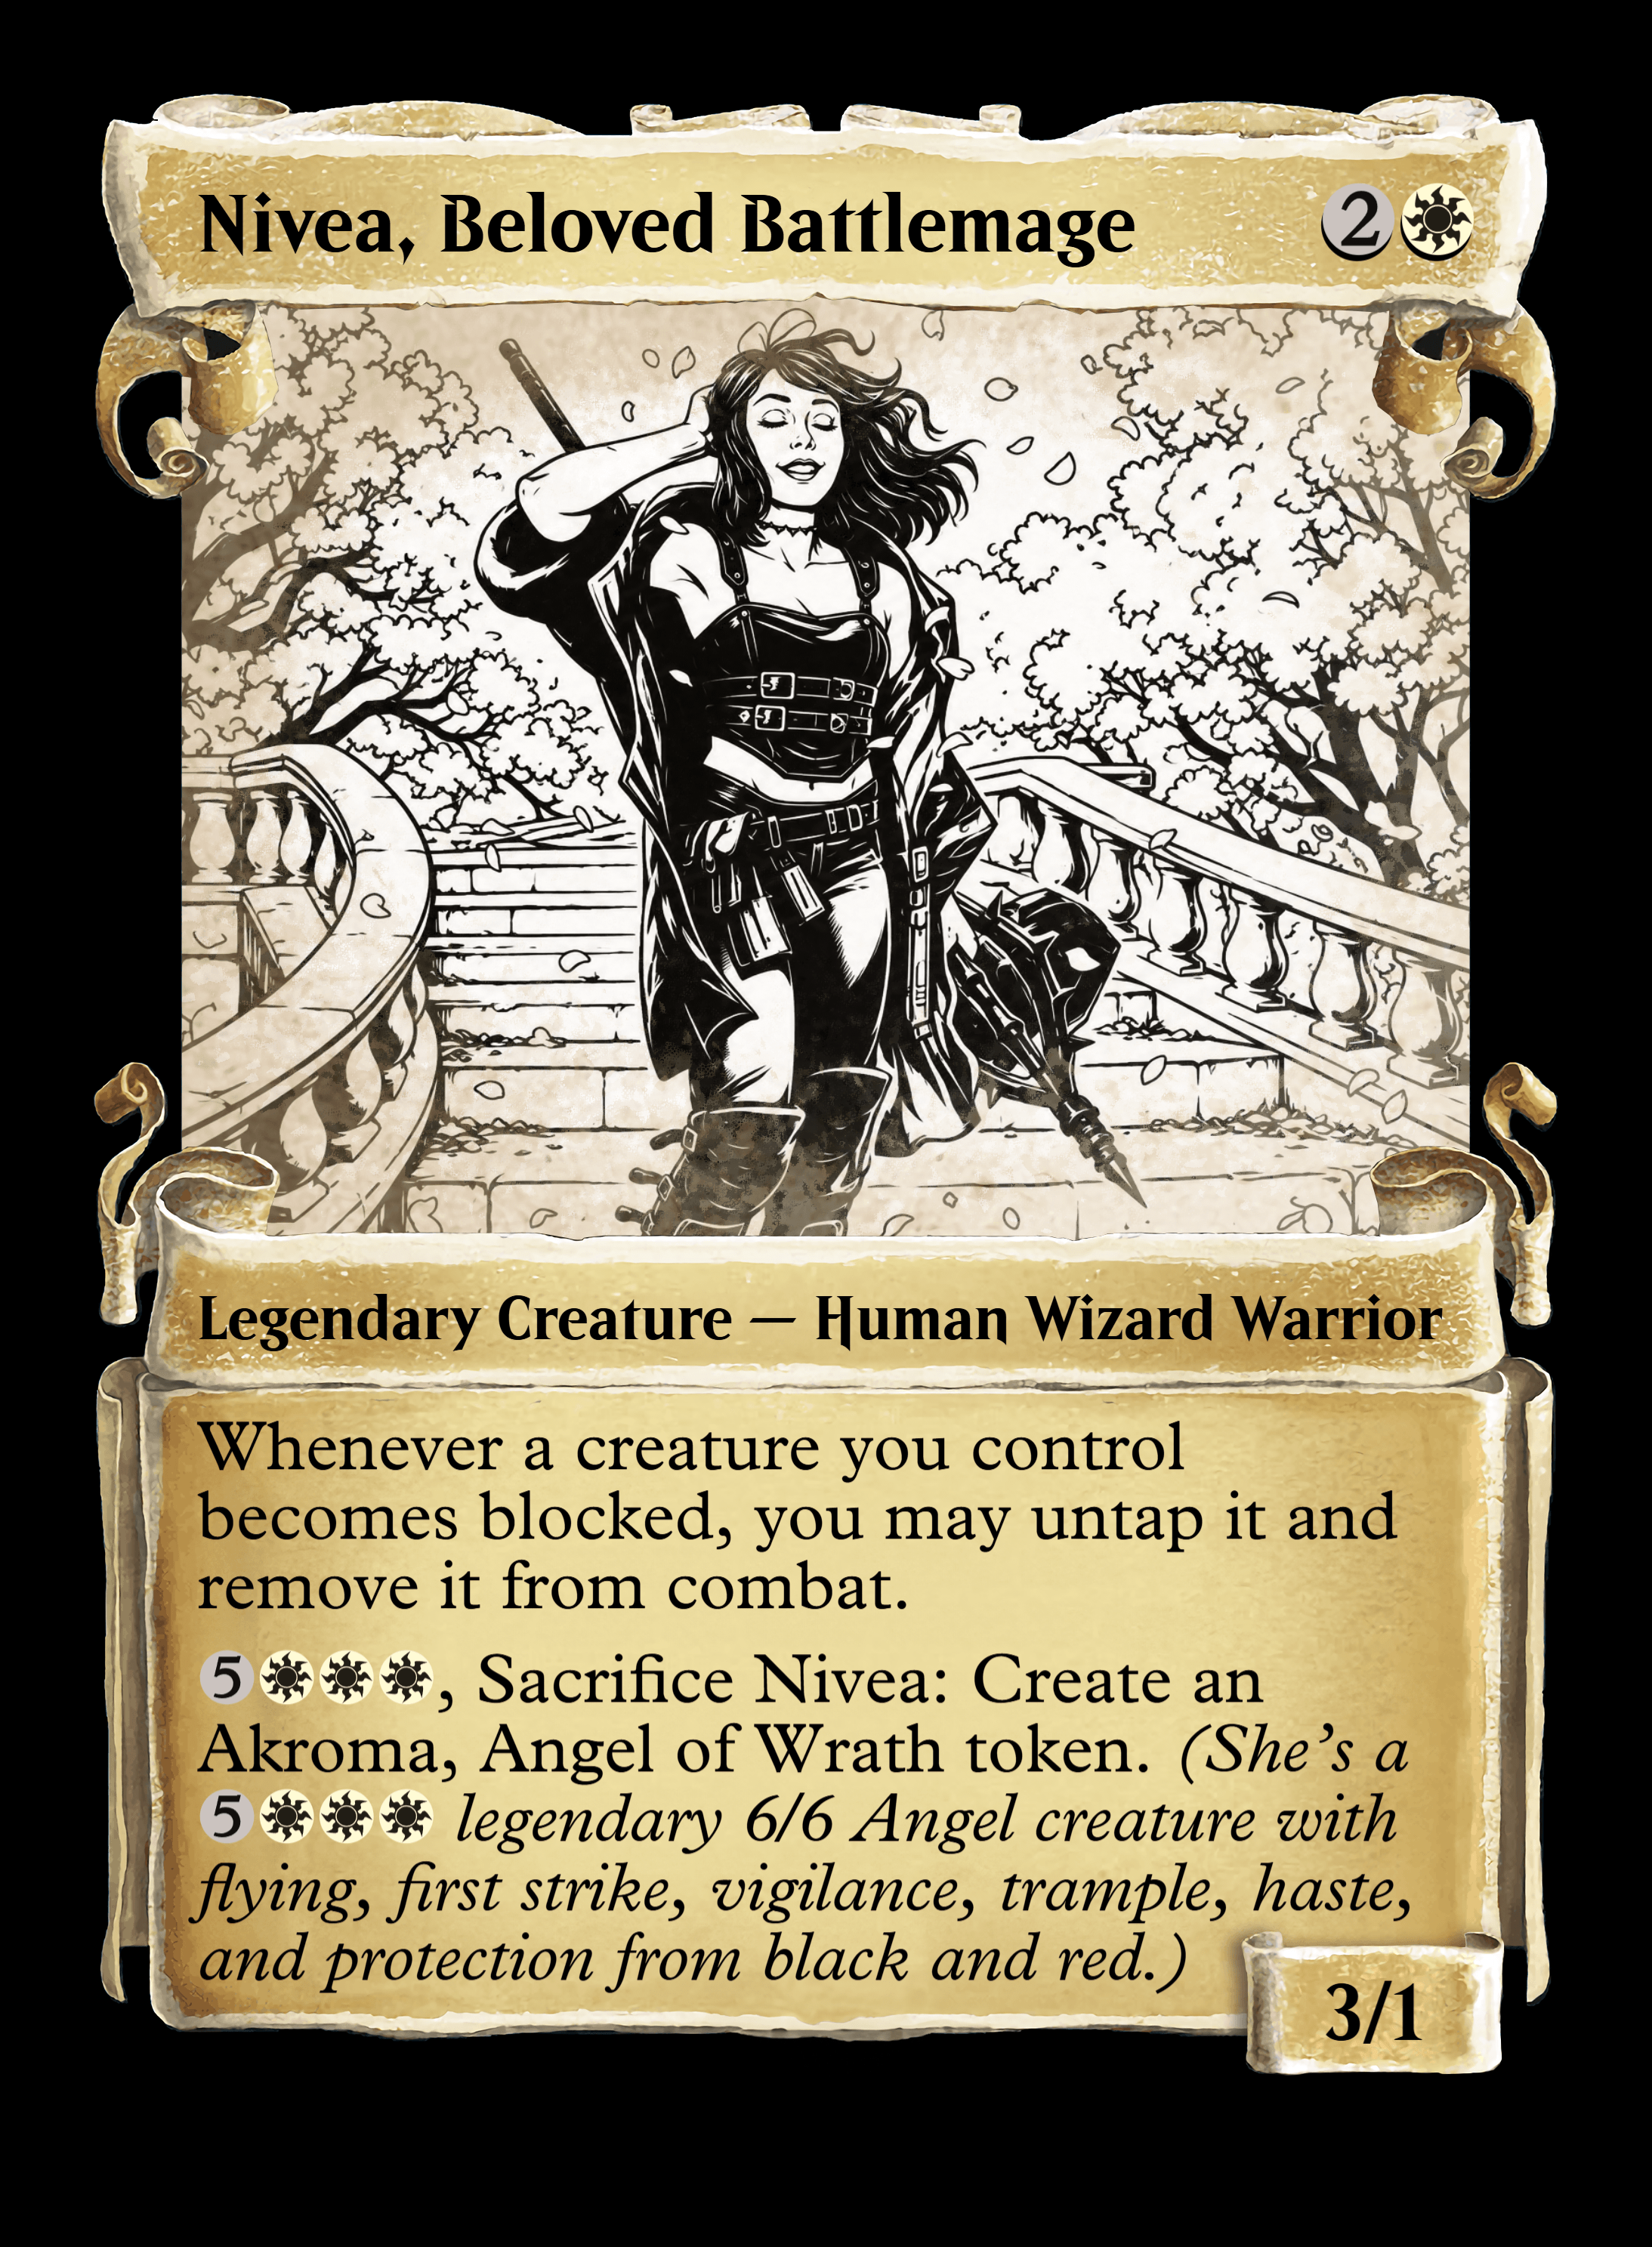 Nivea, Beloved Battlemage 2
Legendary Creature — Human Wizard Warrior
Whenever a creature you control
becomes blocked, you may untap it and
remove it from combat.
5, Sacrifice Nivea: Create an
Akroma, Angel of Wrath token. (She’s a
5 legendary 6/6 Angel creature with
flying, first strike, vigilance, trample, haste,
and protection from black and red.)
3/1